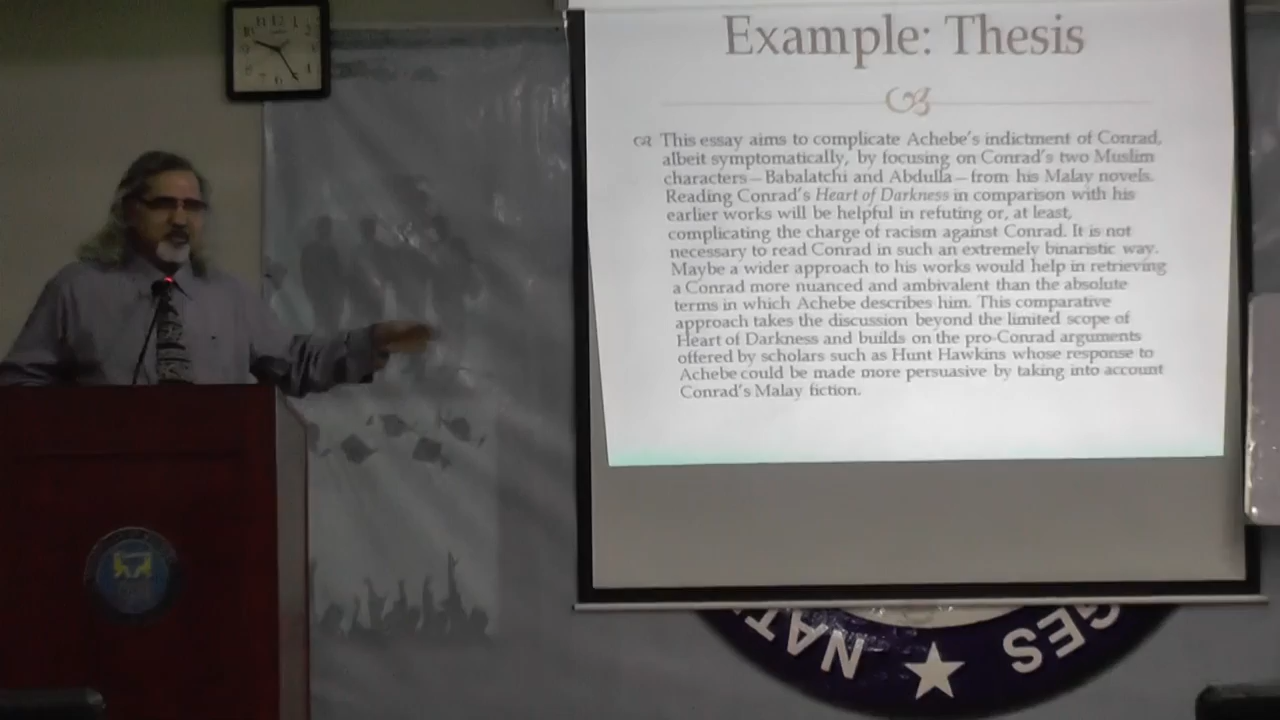 Example: Thesis
This essay aims to complicate Achebe's indictment of Conrad,
albeit symptomatically, by focusing on Conrad's two Muslim
characters—Babalatchi and Abdulla—from his Malay novels.
Reading Conrad's Heart of Darkness in comparison with his
earlier works will be helpful in refuting or, at least,
complicating the charge of racism against Conrad. It is not
necessary to read Conrad in such an extremely binaristic way.
Maybe a wider approach to his works would help in retrieving
a Conrad more nuanced and ambivalent than the absolute
terms in which Achebe describes him. This comparative
approach takes the discussion beyond the limited scope of
Heart of Darkness and builds on the pro-Conrad arguments
offered by scholars such as Hunt Hawkins whose response to
Achebe could be made more persuasive by taking into account
Conrad's Malay fiction.